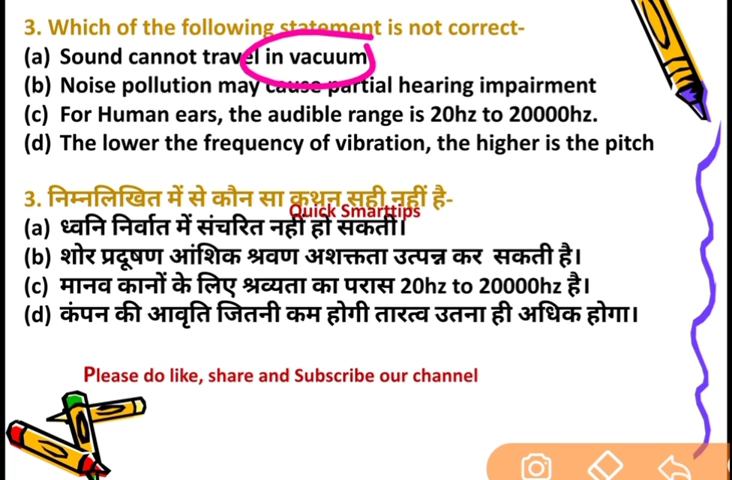 3. Which of the following statement is not correct-
(a) Sound cannot travel in vacuum
(b) Noise pollution may cause partial hearing impairment
(c) For Human ears, the audible range is 20hz to 20000hz.
(d) The lower the frequency of vibration, the higher is the pitch
3. निम्नलिखित में से कौन सा कथन सही नहीं है-
Quick Smarttips
(a) ध्वनि निर्वात में संचरित नहीं हो सकती।
(b) शोर प्रदूषण आंशिक श्रवण अशक्तता उत्पन्न कर सकती है।
(c) मानव कानों के लिए श्रव्यता का परास 20hz to 20000hz है।
(d) कंपन की आवृति जितनी कम होगी तारत्व उतना ही अधिक होगा।
Please do like, share and Subscribe our channel